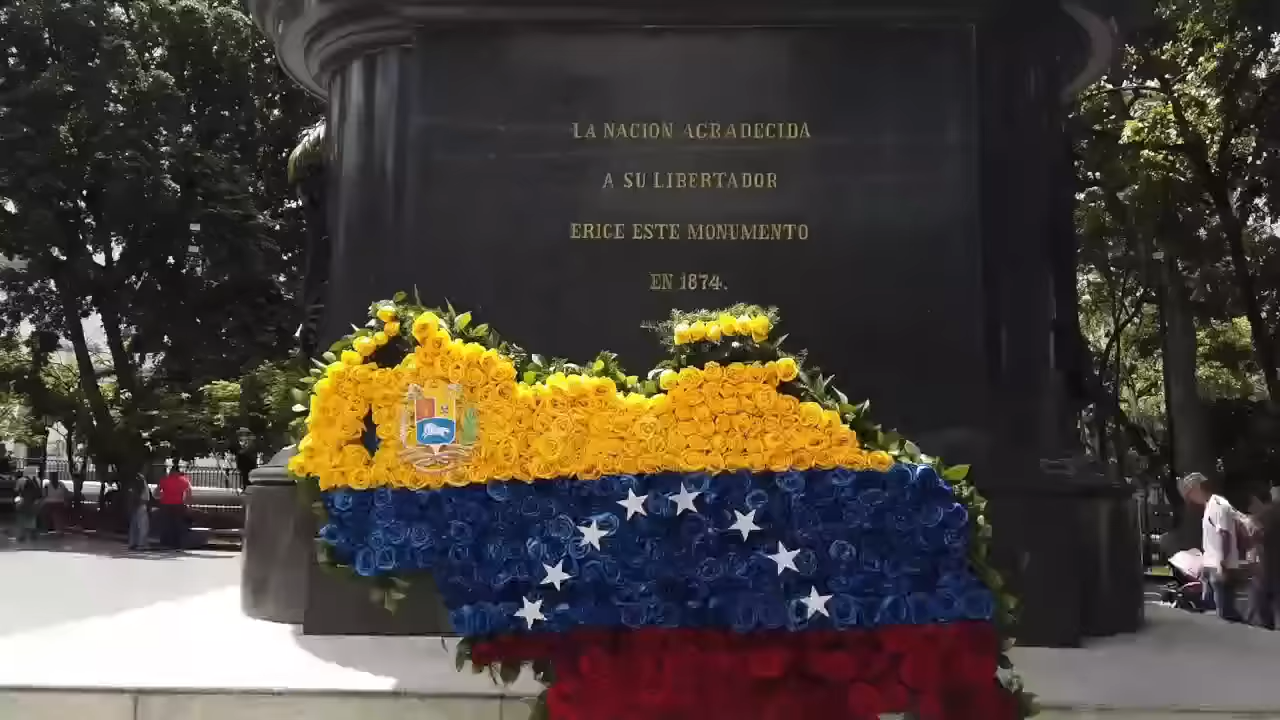 LA NACION AGRADECIDA
A SU LIBERTADOR
ERIGE ESTE MONUMENTO
EN 1874.